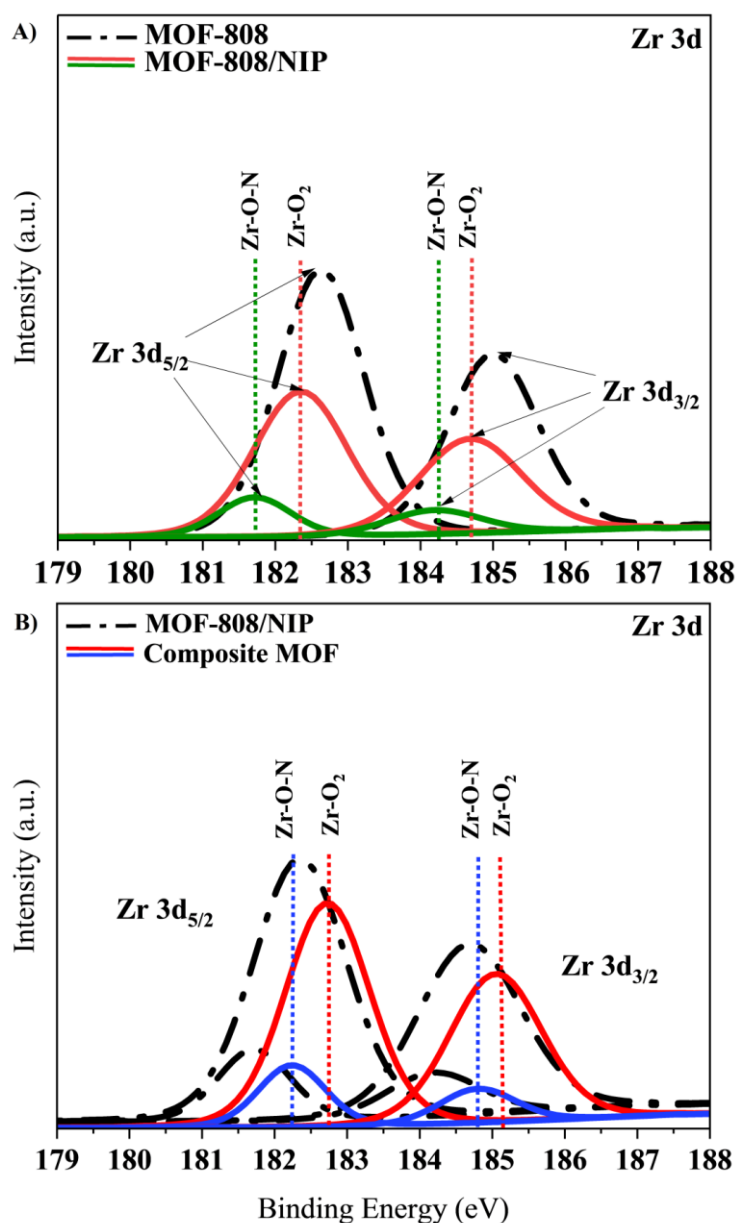 A)
MOF-808
MOF-808/NIP
Zr 3d
Zr-O-N
Zr-O₂
Zr-O-N
Zr-O₂
Zr 3d₅/₂
Zr 3d₃/₂
Intensity (a.u.)
179 180 181 182 183 184 185 186 187 188
B)
MOF-808/NIP
Composite MOF
Zr 3d
Zr-O-N
Zr-O₂
Zr-O-N
Zr-O₂
Zr 3d₅/₂
Zr 3d₃/₂
Intensity (a.u.)
179 180 181 182 183 184 185 186 187 188
Binding Energy (eV)